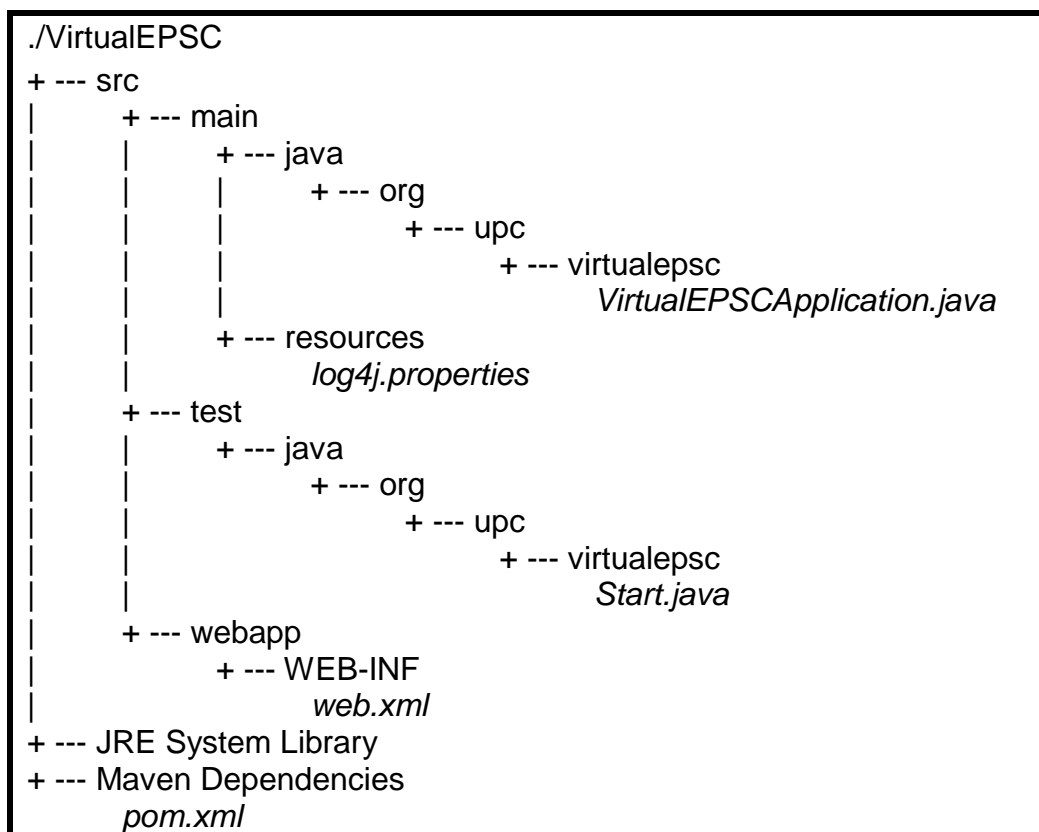 ./VirtualEPSC
+ --- src
|       + --- main
|       |       + --- java
|       |       |       + --- org
|       |       |               + --- upc
|       |       |                       + --- virtualepsc
|       |       |                               VirtualEPSCApplication.java
|       |       + --- resources
|       |               log4j.properties
|       + --- test
|       |       + --- java
|       |               + --- org
|       |                       + --- upc
|       |                               + --- virtualepsc
|       |                                       Start.java
|       + --- webapp
|               + --- WEB-INF
|                       web.xml
+ --- JRE System Library
+ --- Maven Dependencies
        pom.xml